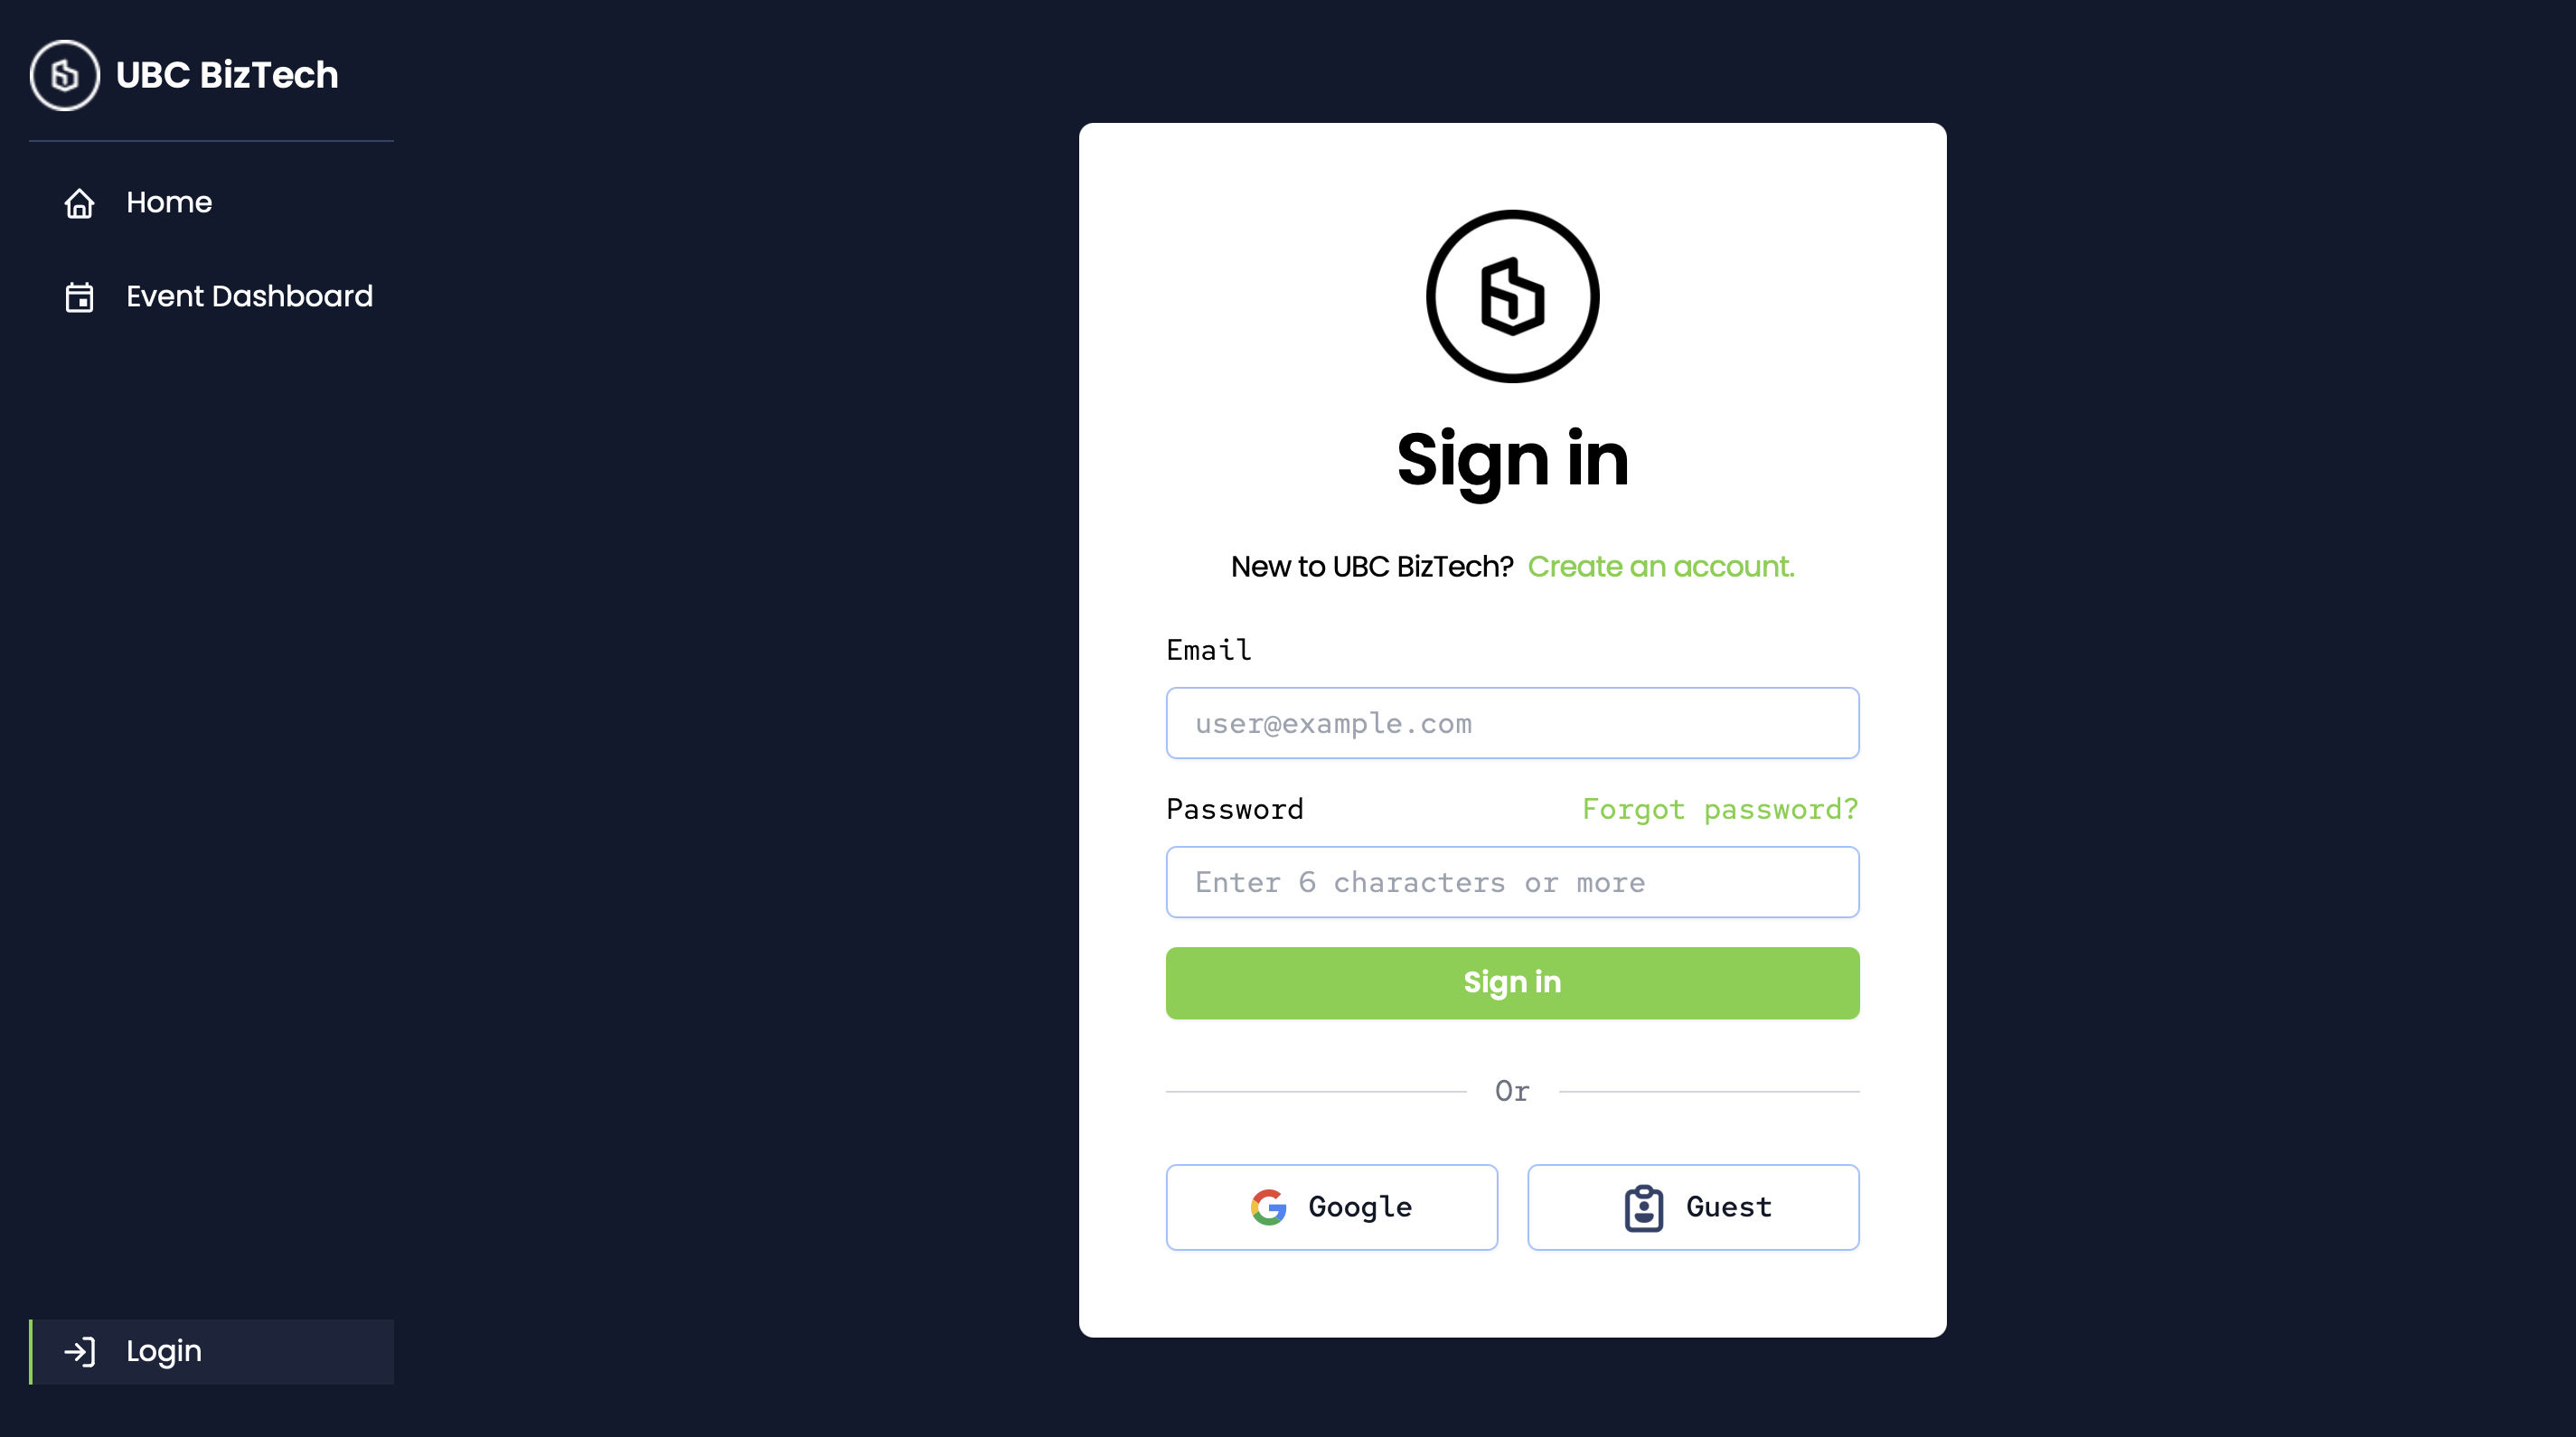 UBC BizTech
Home
Event Dashboard
Login
Sign in
New to UBC BizTech? Create an account.
Email
user@example.com
Password Forgot password?
Enter 6 characters or more
Sign in
Or
Google Guest